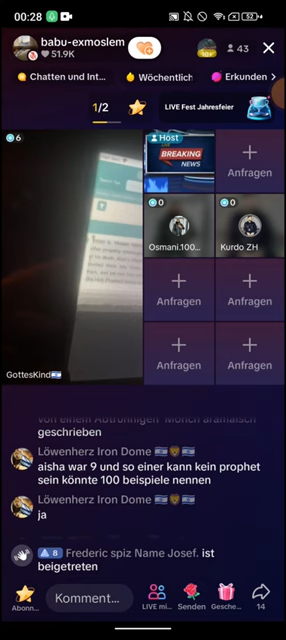 00:28
52
babu-exmoslem
51.9K
10+
43
Chatten und Int...
Wöchentlich
Erkunden
1/2
LIVE Fest Jahresfeier
6
Host
BREAKING
NEWS
Anfragen
0
0
Osmani.100...
Kurdo ZH
Anfragen
Anfragen
Anfragen
Anfragen
GottesKind🇮🇱
von einem Abtrünnigen Mönch aramäisch
geschrieben
Löwenherz Iron Dome 🇮🇱🦁🇮🇱
aisha war 9 und so einer kann kein prophet
sein könnte 100 beispiele nennen
Löwenherz Iron Dome 🇮🇱🦁🇮🇱
ja
8 Frederic spiz Name Josef. ist
beigetreten
Abonn...
Komment...
LIVE mi...
Senden
Gesche...
14